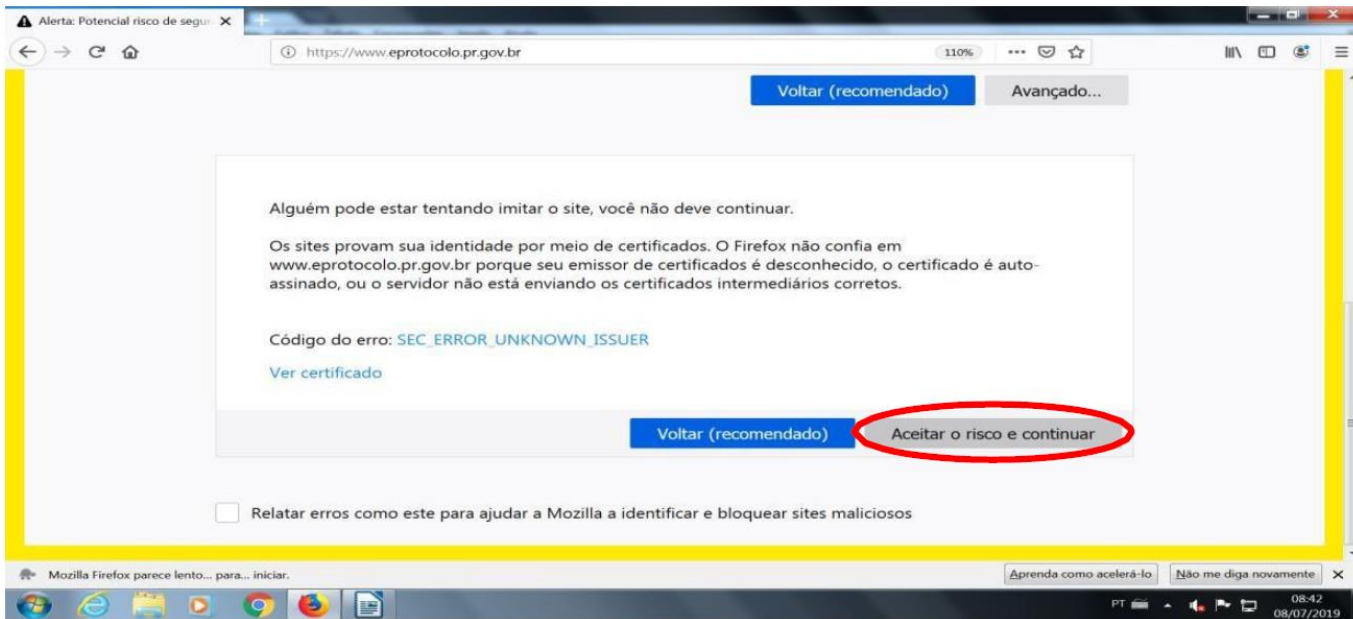 Alerta: Potencial risco de segur
https://www.eprotocolo.pr.gov.br
110%
Voltar (recomendado)
Avançado...
Alguém pode estar tentando imitar o site, você não deve continuar.
Os sites provam sua identidade por meio de certificados. O Firefox não confia em
www.eprotocolo.pr.gov.br porque seu emissor de certificados é desconhecido, o certificado é auto-
assinado, ou o servidor não está enviando os certificados intermediários corretos.
Código do erro: SEC_ERROR_UNKNOWN_ISSUER
Ver certificado
Voltar (recomendado)
Aceitar o risco e continuar
Relatar erros como este para ajudar a Mozilla a identificar e bloquear sites maliciosos
Mozilla Firefox parece lento... para... iniciar.
Aprenda como acelerá-lo
Não me diga novamente
PT
08:42
08/07/2019